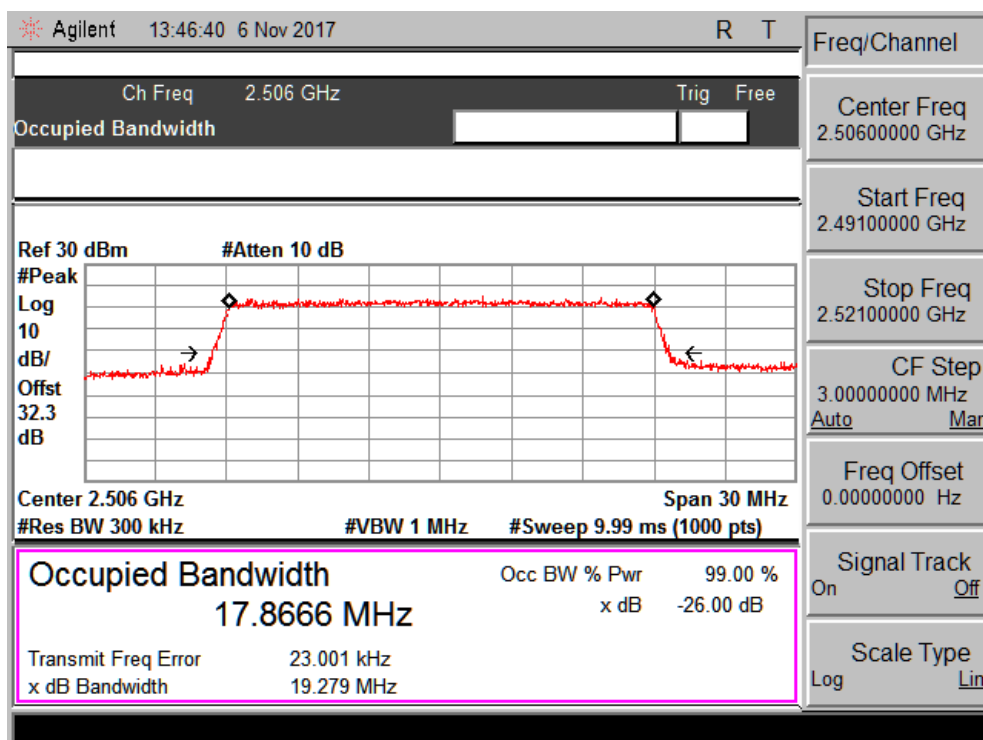 Agilent 13:46:40 6 Nov 2017 R T
Freq/Channel
Ch Freq 2.506 GHz Trig Free
Occupied Bandwidth
Center Freq
2.50600000 GHz
Start Freq
2.49100000 GHz
Stop Freq
2.52100000 GHz
CF Step
3.00000000 MHz
Auto Man
Freq Offset
0.00000000 Hz
Signal Track
On Off
Scale Type
Log Lin
Ref 30 dBm #Atten 10 dB
#Peak
Log
10
dB/
Offst
32.3
dB
Center 2.506 GHz Span 30 MHz
#Res BW 300 kHz #VBW 1 MHz #Sweep 9.99 ms (1000 pts)
Occupied Bandwidth Occ BW % Pwr 99.00 %
17.8666 MHz x dB -26.00 dB
Transmit Freq Error 23.001 kHz
x dB Bandwidth 19.279 MHz